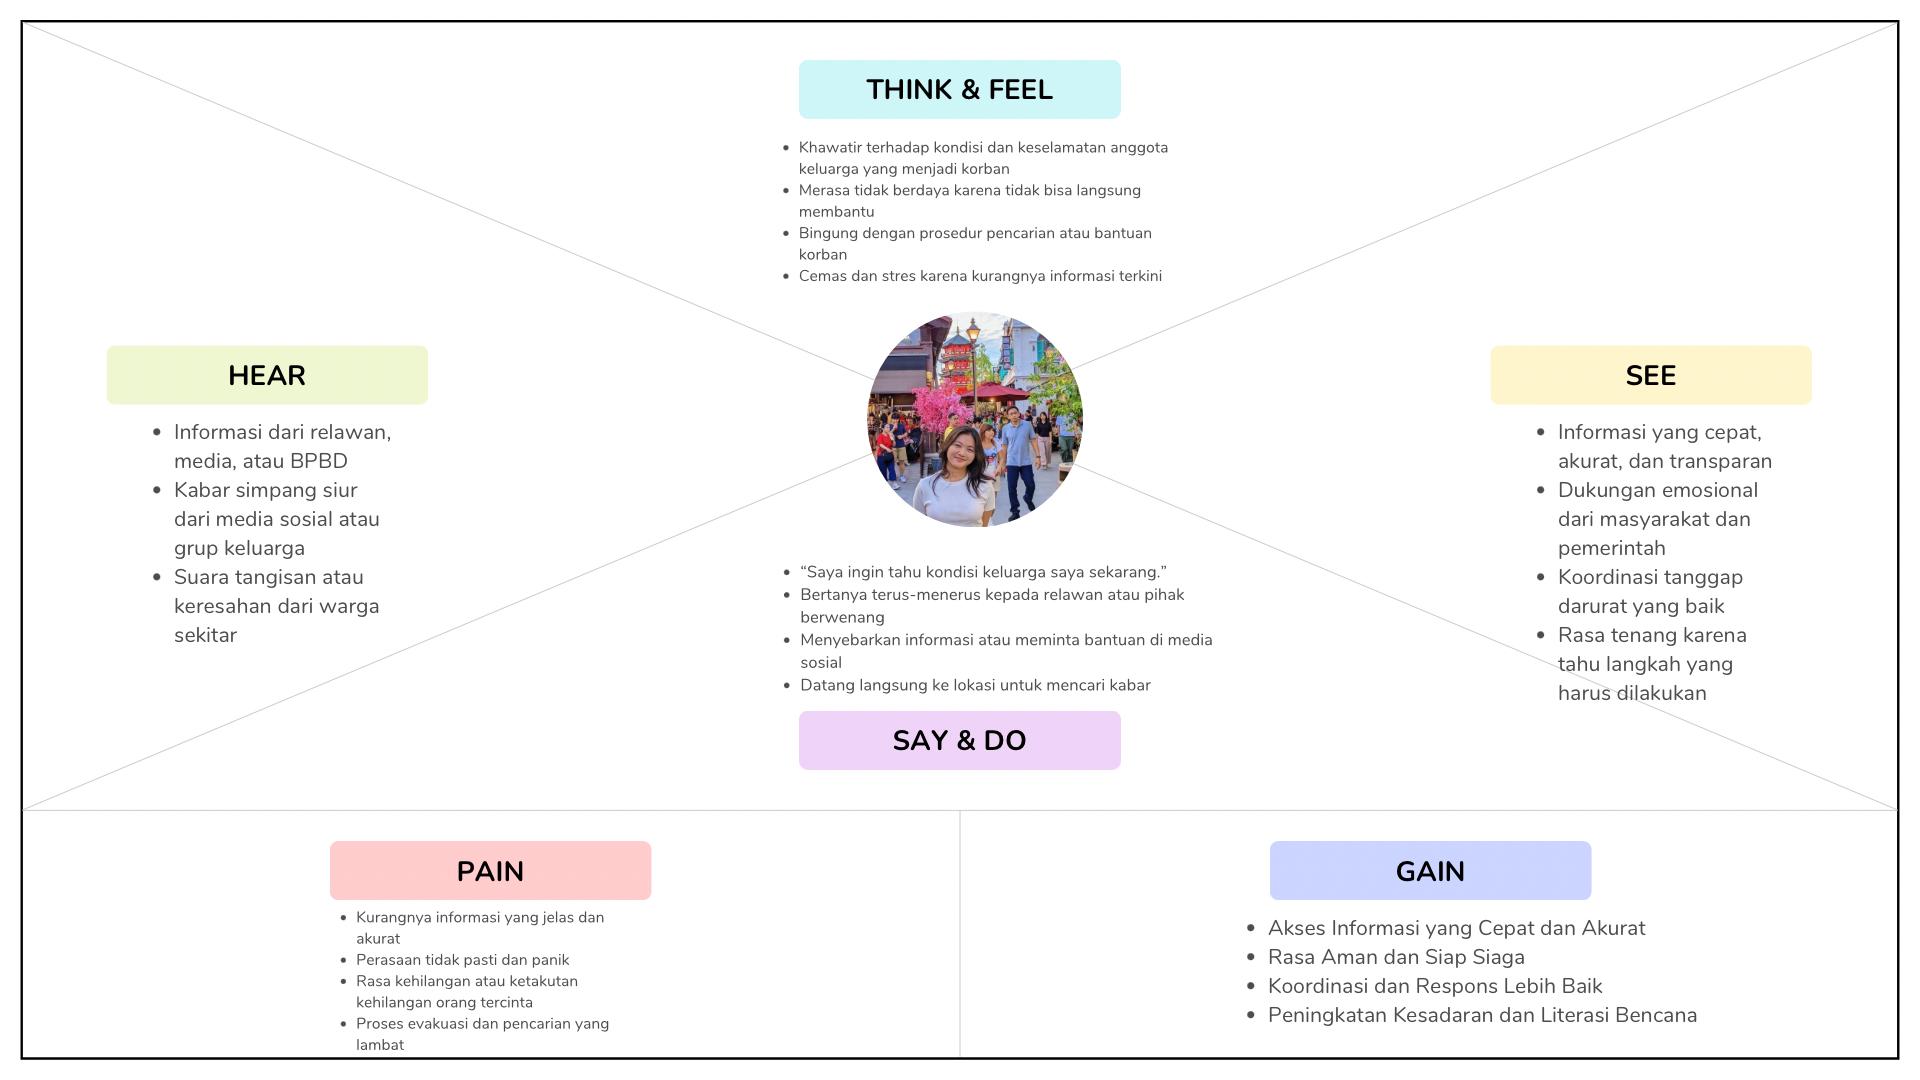 THINK & FEEL
• Khawatir terhadap kondisi dan keselamatan anggota
keluarga yang menjadi korban
• Merasa tidak berdaya karena tidak bisa langsung
membantu
• Bingung dengan prosedur pencarian atau bantuan
korban
• Cemas dan stres karena kurangnya informasi terkini
HEAR
• Informasi dari relawan,
media, atau BPBD
• Kabar simpang siur
dari media sosial atau
grup keluarga
• Suara tangisan atau
keresahan dari warga
sekitar
SEE
• Informasi yang cepat,
akurat, dan transparan
• Dukungan emosional
dari masyarakat dan
pemerintah
• Koordinasi tanggap
darurat yang baik
• Rasa tenang karena
tahu langkah yang
harus dilakukan
• “Saya ingin tahu kondisi keluarga saya sekarang.”
• Bertanya terus-menerus kepada relawan atau pihak
berwenang
• Menyebarkan informasi atau meminta bantuan di media
sosial
• Datang langsung ke lokasi untuk mencari kabar
SAY & DO
PAIN
• Kurangnya informasi yang jelas dan
akurat
• Perasaan tidak pasti dan panik
• Rasa kehilangan atau ketakutan
kehilangan orang tercinta
• Proses evakuasi dan pencarian yang
lambat
GAIN
• Akses Informasi yang Cepat dan Akurat
• Rasa Aman dan Siap Siaga
• Koordinasi dan Respons Lebih Baik
• Peningkatan Kesadaran dan Literasi Bencana